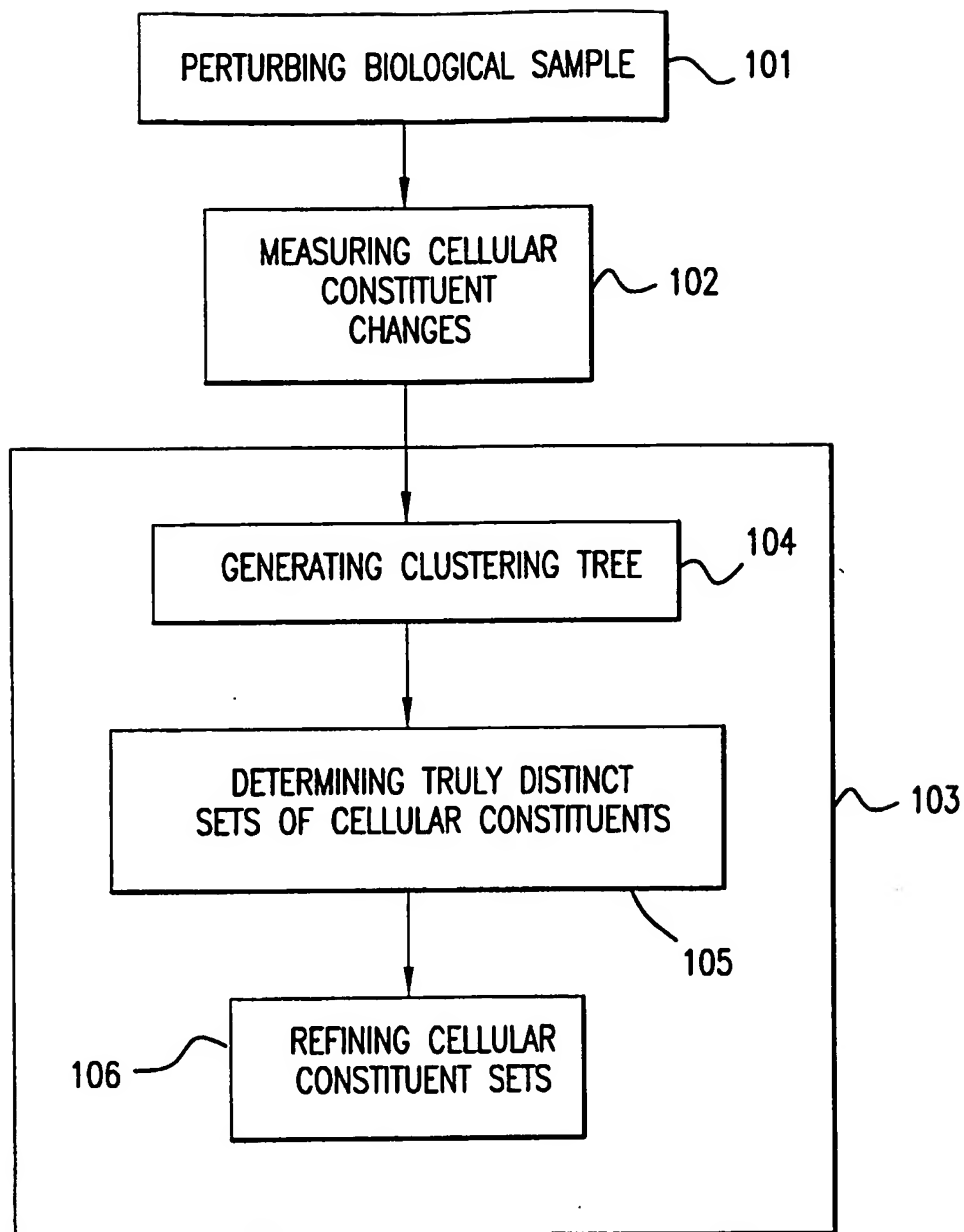 PERTURBING BIOLOGICAL SAMPLE
101
MEASURING CELLULAR
CONSTITUENT
CHANGES
102
GENERATING CLUSTERING TREE
104
DETERMINING TRULY DISTINCT
SETS OF CELLULAR CONSTITUENTS
103
105
REFINING CELLULAR
CONSTITUENT SETS
106